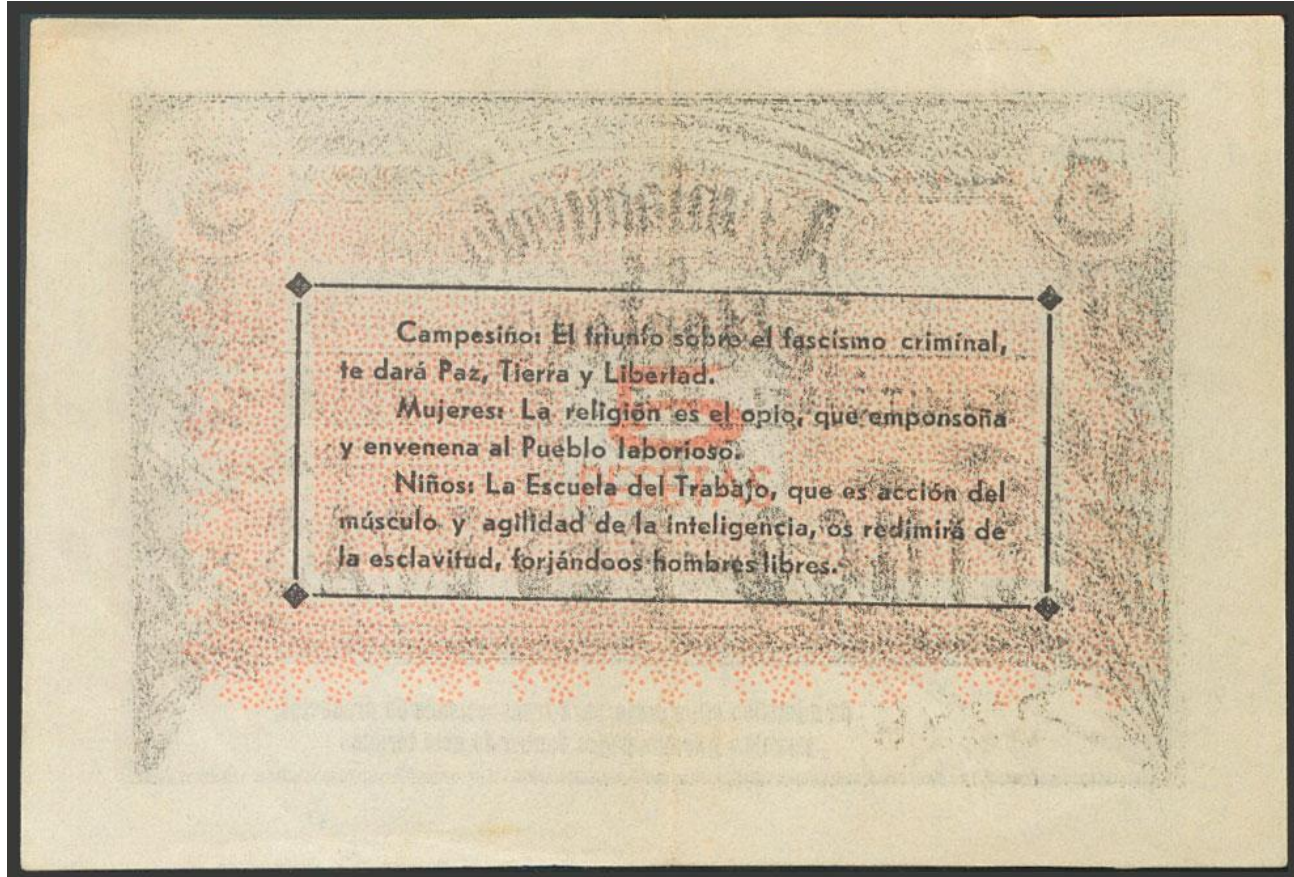 Campesino: El triunfo sobre el fascismo criminal,
te dará Paz, Tierra y Libertad.
Mujeres: La religión es el opio, que emponsoña
y envenena al Pueblo laborioso.
Niños: La Escuela del Trabajo, que es acción del
músculo y agilidad de la inteligencia, os redimirá de
la esclavitud, forjándoos hombres libres.
5
PESETAS